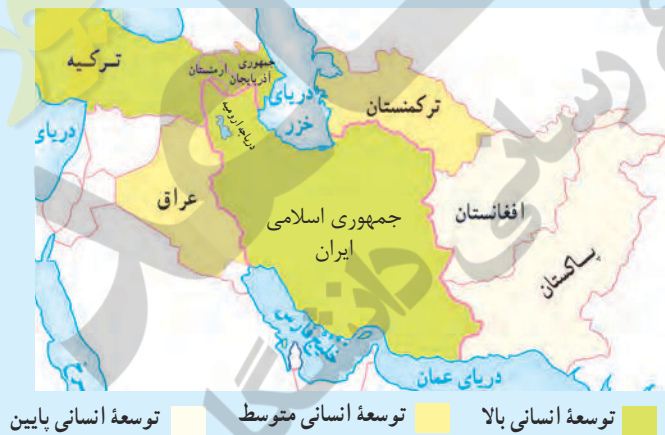 ترکیه
جمهوری
آذربایجان
ارمنستان
دریای
خزر
ترکمنستان
دریاچه ارومیه
دریای
عراق
جمهوری اسلامی
ایران
افغانستان
پاکستان
خلیج فارس
دریای عمان
توسعهٔ انسانی بالا
توسعهٔ انسانی متوسط
توسعهٔ انسانی پایین